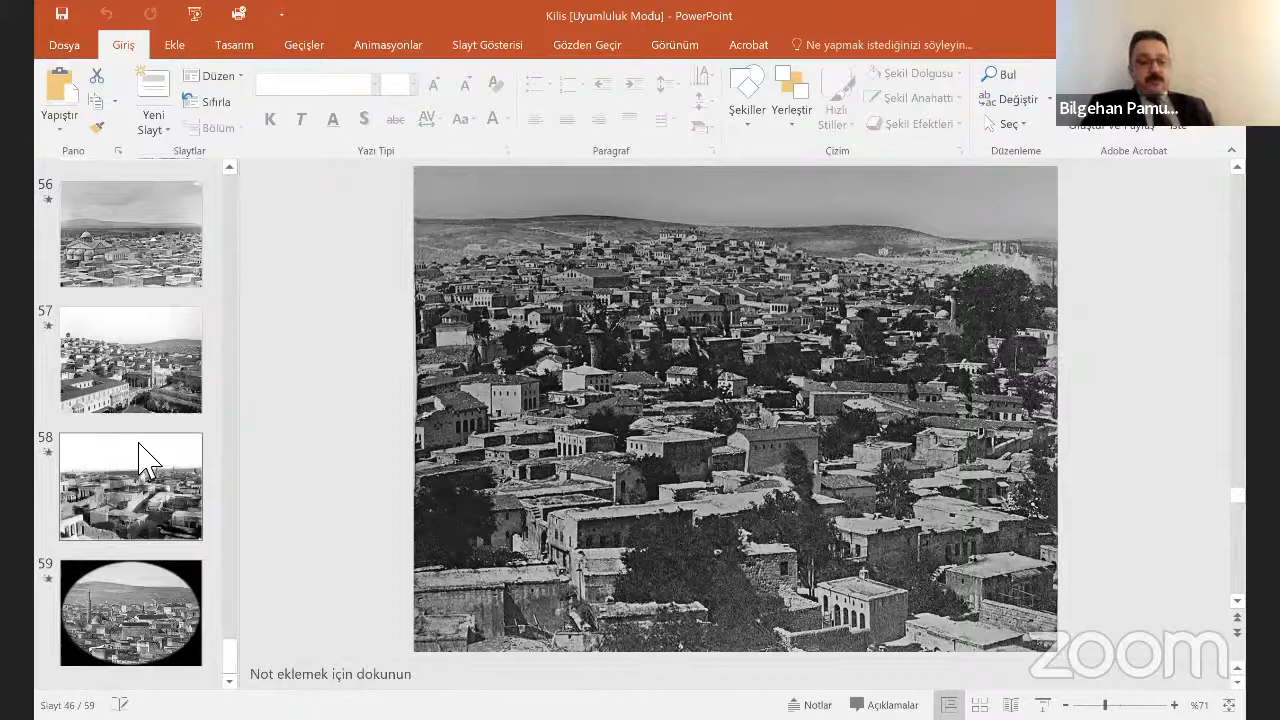 Kilis [Uyumluluk Modu] - PowerPoint
Dosya
Giriş
Ekle
Tasarım
Geçişler
Animasyonlar
Slayt Gösterisi
Gözden Geçir
Görünüm
Acrobat
Ne yapmak istediğinizi söyleyin...
Yapıştır
Yeni
Slayt
Düzen
Sıfırla
Bölüm
K T A S abc AV Aa A
Şekiller
Yerleştir
Hızlı
Stiller
Şekil Dolgusu
Şekil Anahattı
Şekil Efektleri
Bul
Değiştir
Seç
Bilgehan Pamu...
Pano
Slaytlar
Yazı Tipi
Paragraf
Çizim
Düzenleme
Adobe Acrobat
56
57
58
59
Not eklemek için dokunun
zoom
Slayt 46 / 59
Notlar
Açıklamalar
%71